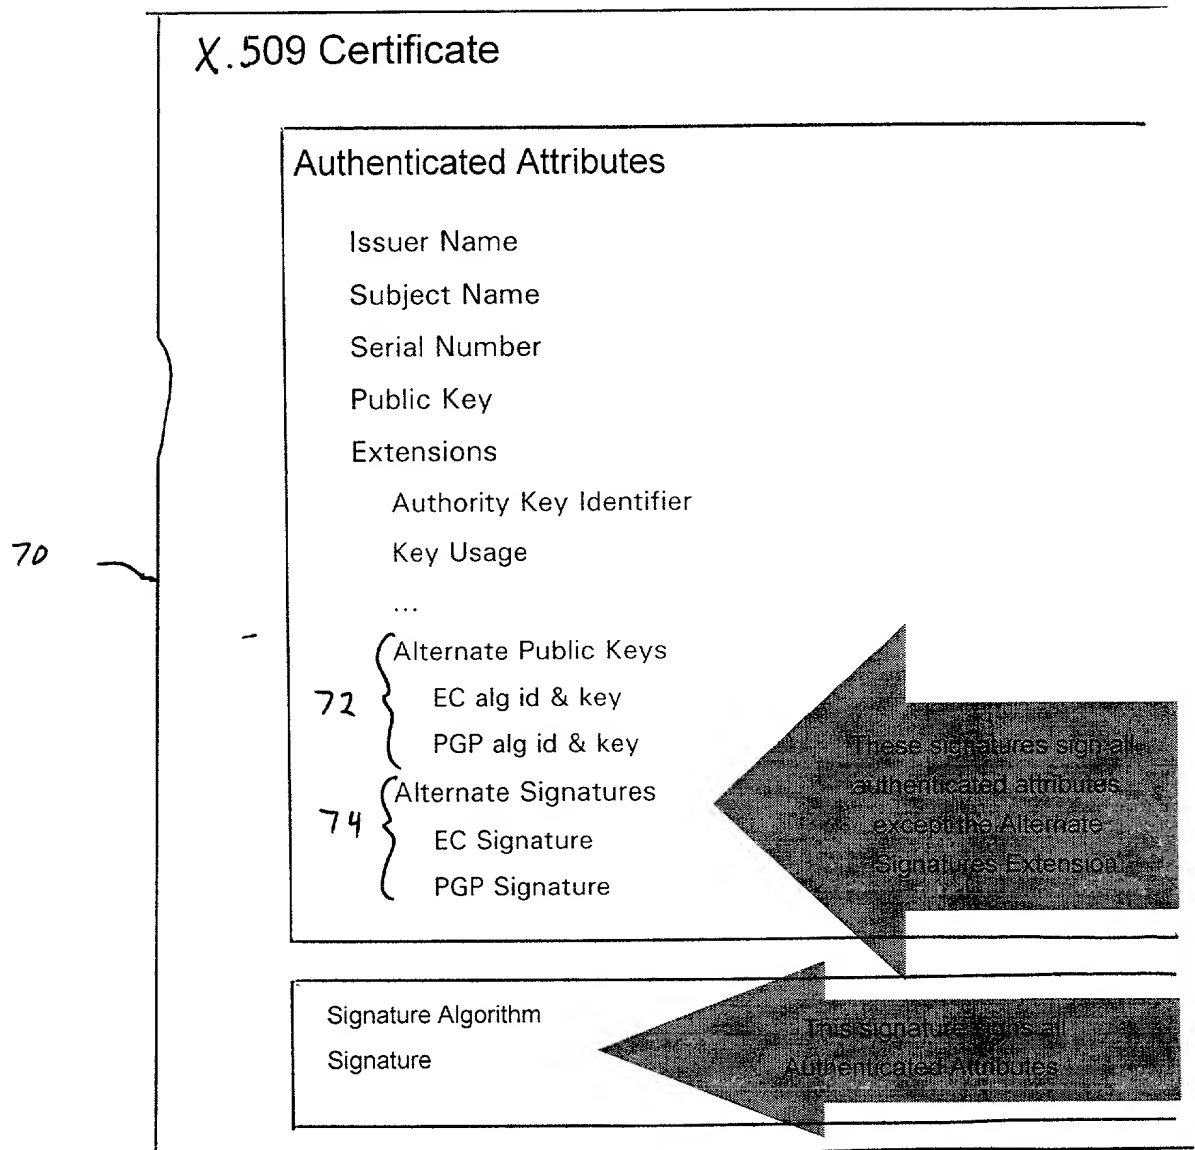 X.509 Certificate
Authenticated Attributes
Issuer Name
Subject Name
Serial Number
Public Key
Extensions
Authority Key Identifier
Key Usage
...
70
Alternate Public Keys
72
EC alg id & key
PGP alg id & key
Alternate Signatures
74
EC Signature
PGP Signature
These signatures sign all
authenticated attributes
except the Alternate
Signatures Extension
Signature Algorithm
Signature
This signature signs all
Authenticated Attributes